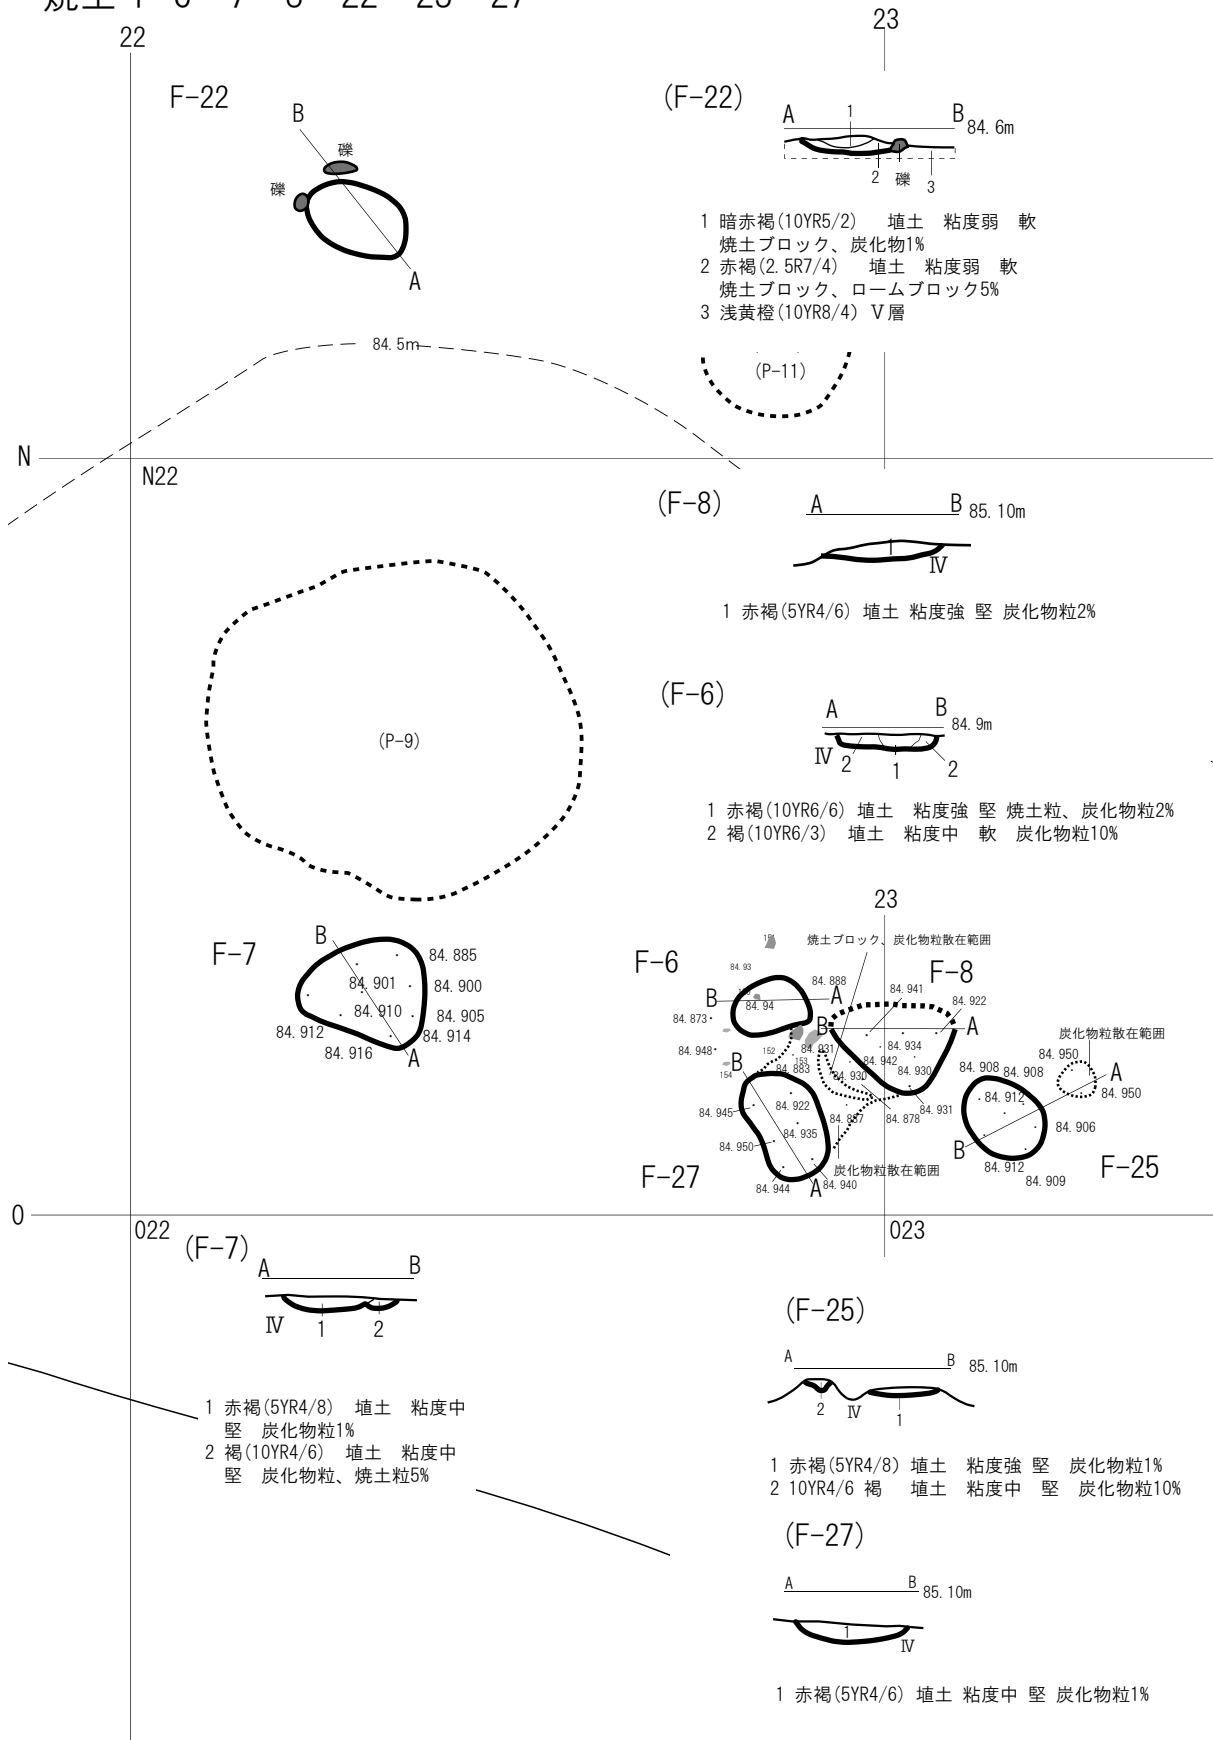 22
23
F-22
B
礫
礫
A
(F-22)
A
1
B
84.6m
2
礫
3
1 暗赤褐(10YR5/2) 埴土 粘度弱 軟
焼土ブロック、炭化物1%
2 赤褐(2.5R7/4) 埴土 粘度弱 軟
焼土ブロック、ロームブロック5%
3 浅黄橙(10YR8/4) Ⅴ層
84.5m
(P-11)
N
N22
(F-8)
A
B
85.10m
1
Ⅳ
1 赤褐(5YR4/6) 埴土 粘度強 堅 炭化物粒2%
(P-9)
(F-6)
A
B
84.9m
Ⅳ
2
1
2
1 赤褐(10YR6/6) 埴土 粘度強 堅 焼土粒、炭化物粒2%
2 褐(10YR6/3) 埴土 粘度中 軟 炭化物粒10%
F-7
B
84.885
84.901
84.900
84.910
84.905
84.912
84.914
84.916
A
23
焼土ブロック、炭化物粒散在範囲
F-6
84.93
84.888
B
A
84.94
84.873
84.948
F-8
84.941
84.922
B
A
84.931
84.934
84.942
84.930
84.930
84.931
84.878
152
153
84.883
154
B
84.922
84.945
84.887
84.935
84.950
炭化物粒散在範囲
F-27
84.944
A
84.940
炭化物粒散在範囲
84.950
84.908
84.908
A
84.950
84.912
84.906
B
84.912
84.909
F-25
O
O22
O23
(F-7)
A
B
Ⅳ
1
2
1 赤褐(5YR4/8) 埴土 粘度中
堅 炭化物粒1%
2 褐(10YR4/6) 埴土 粘度中
堅 炭化物粒、焼土粒5%
(F-25)
A
B
85.10m
2
Ⅳ
1
1 赤褐(5YR4/8) 埴土 粘度強 堅 炭化物粒1%
2 10YR4/6 褐 埴土 粘度中 堅 炭化物粒10%
(F-27)
A
B
85.10m
1
Ⅳ
1 赤褐(5YR4/6) 埴土 粘度中 堅 炭化物粒1%